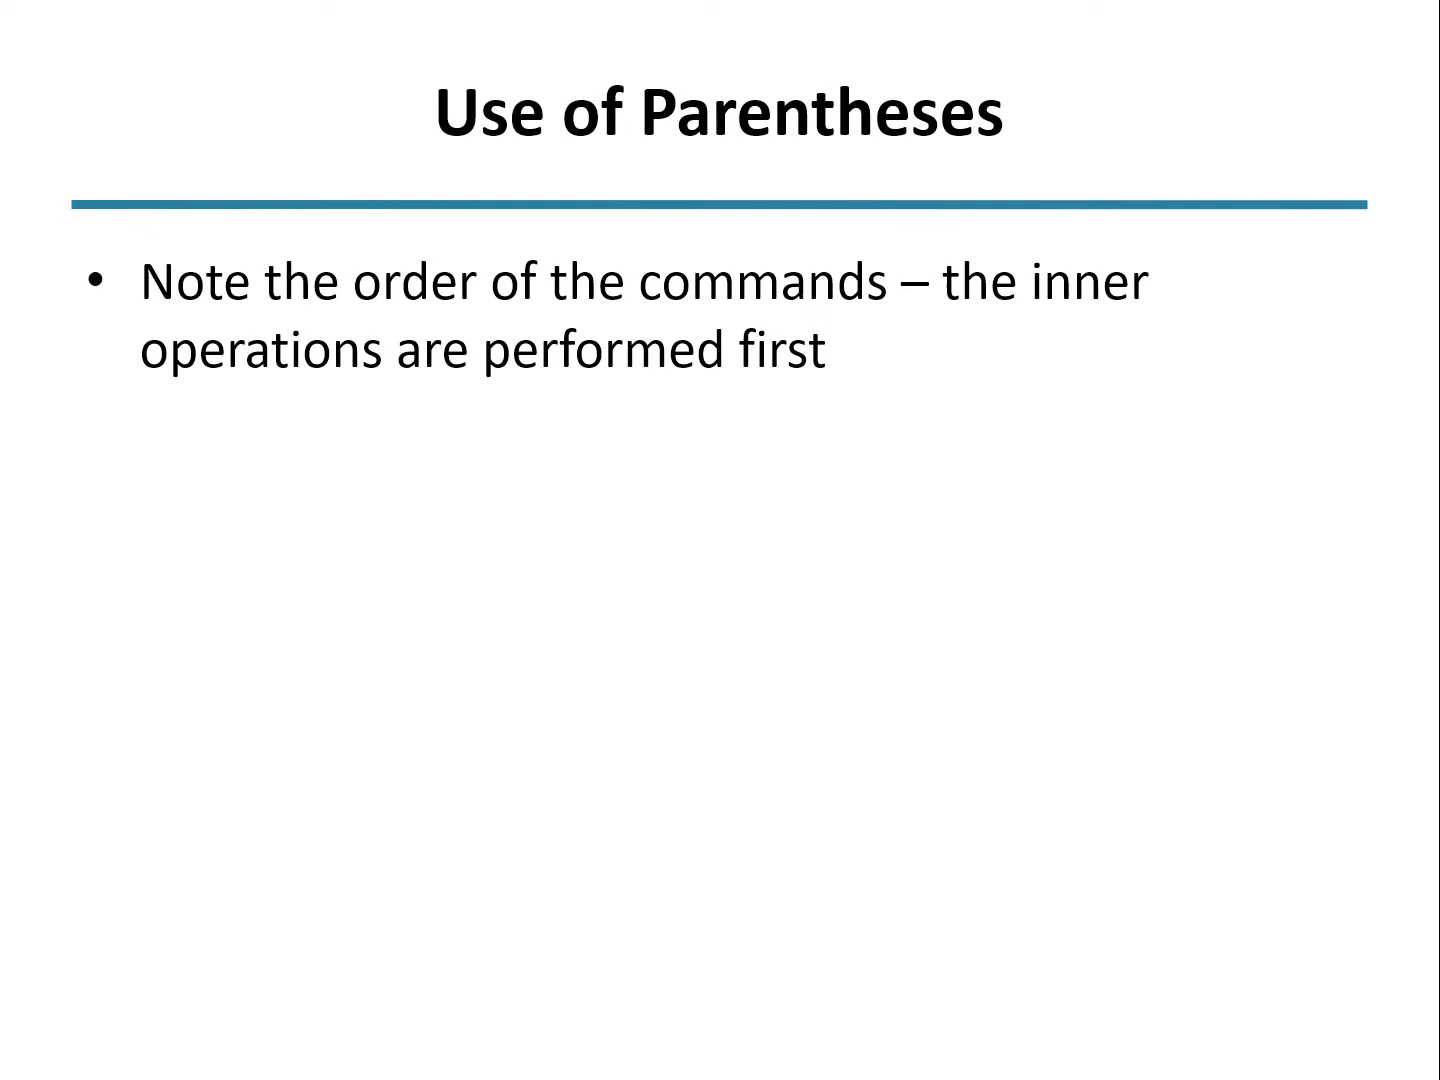 Use of Parentheses
• Note the order of the commands – the inner
operations are performed first